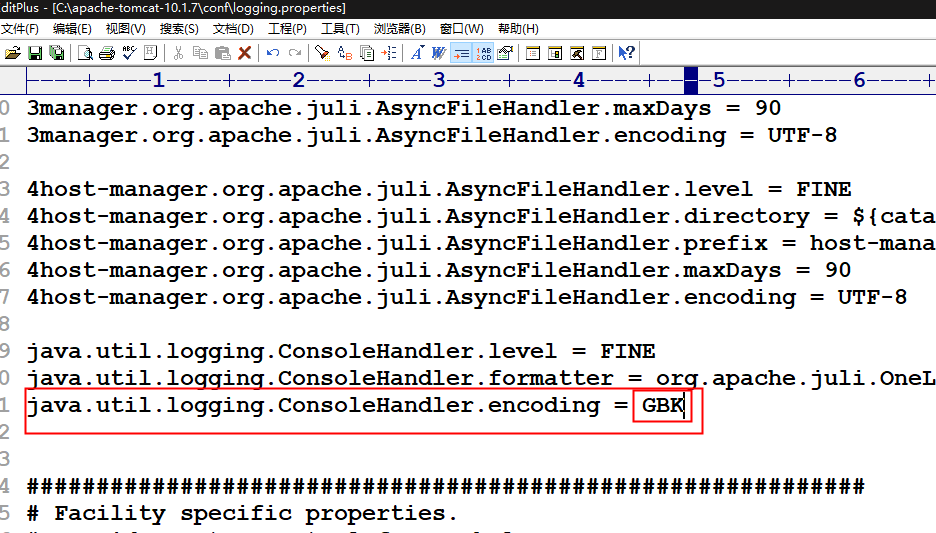 ditPlus - [C:\apache-tomcat-10.1.7\conf\logging.properties]
文件(F) 编辑(E) 视图(V) 搜索(S) 文档(D) 工程(P) 工具(T) 浏览器(B) 窗口(W) 帮助(H)
----+----1----+----2----+----3----+----4----+----5----+----6----+
0 3manager.org.apache.juli.AsyncFileHandler.maxDays = 90
1 3manager.org.apache.juli.AsyncFileHandler.encoding = UTF-8
2
3 4host-manager.org.apache.juli.AsyncFileHandler.level = FINE
4 4host-manager.org.apache.juli.AsyncFileHandler.directory = ${cata
5 4host-manager.org.apache.juli.AsyncFileHandler.prefix = host-mana
6 4host-manager.org.apache.juli.AsyncFileHandler.maxDays = 90
7 4host-manager.org.apache.juli.AsyncFileHandler.encoding = UTF-8
8
9 java.util.logging.ConsoleHandler.level = FINE
0 java.util.logging.ConsoleHandler.formatter = org.apache.juli.OneL
1 java.util.logging.ConsoleHandler.encoding = GBK
2
3
4 ############################################################
5 # Facility specific properties.